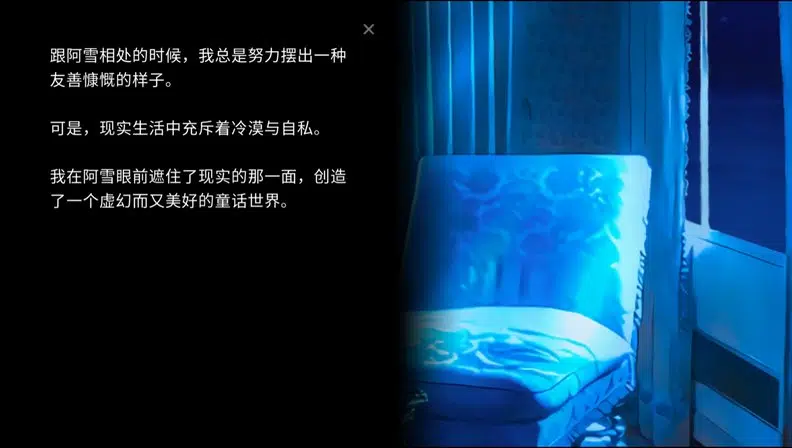 跟阿雪相处的时候，我总是努力摆出一种
友善慷慨的样子。
可是，现实生活中充斥着冷漠与自私。
我在阿雪眼前遮住了现实的那一面，创造
了一个虚幻而又美好的童话世界。